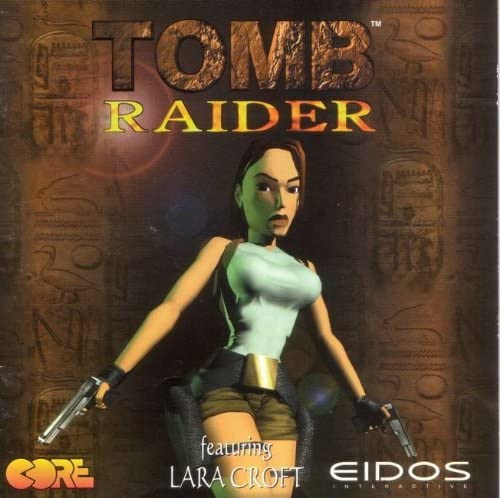 TOMB™
RAIDER
featuring
LARA CROFT
CORE
EIDOS
INTERACTIVE